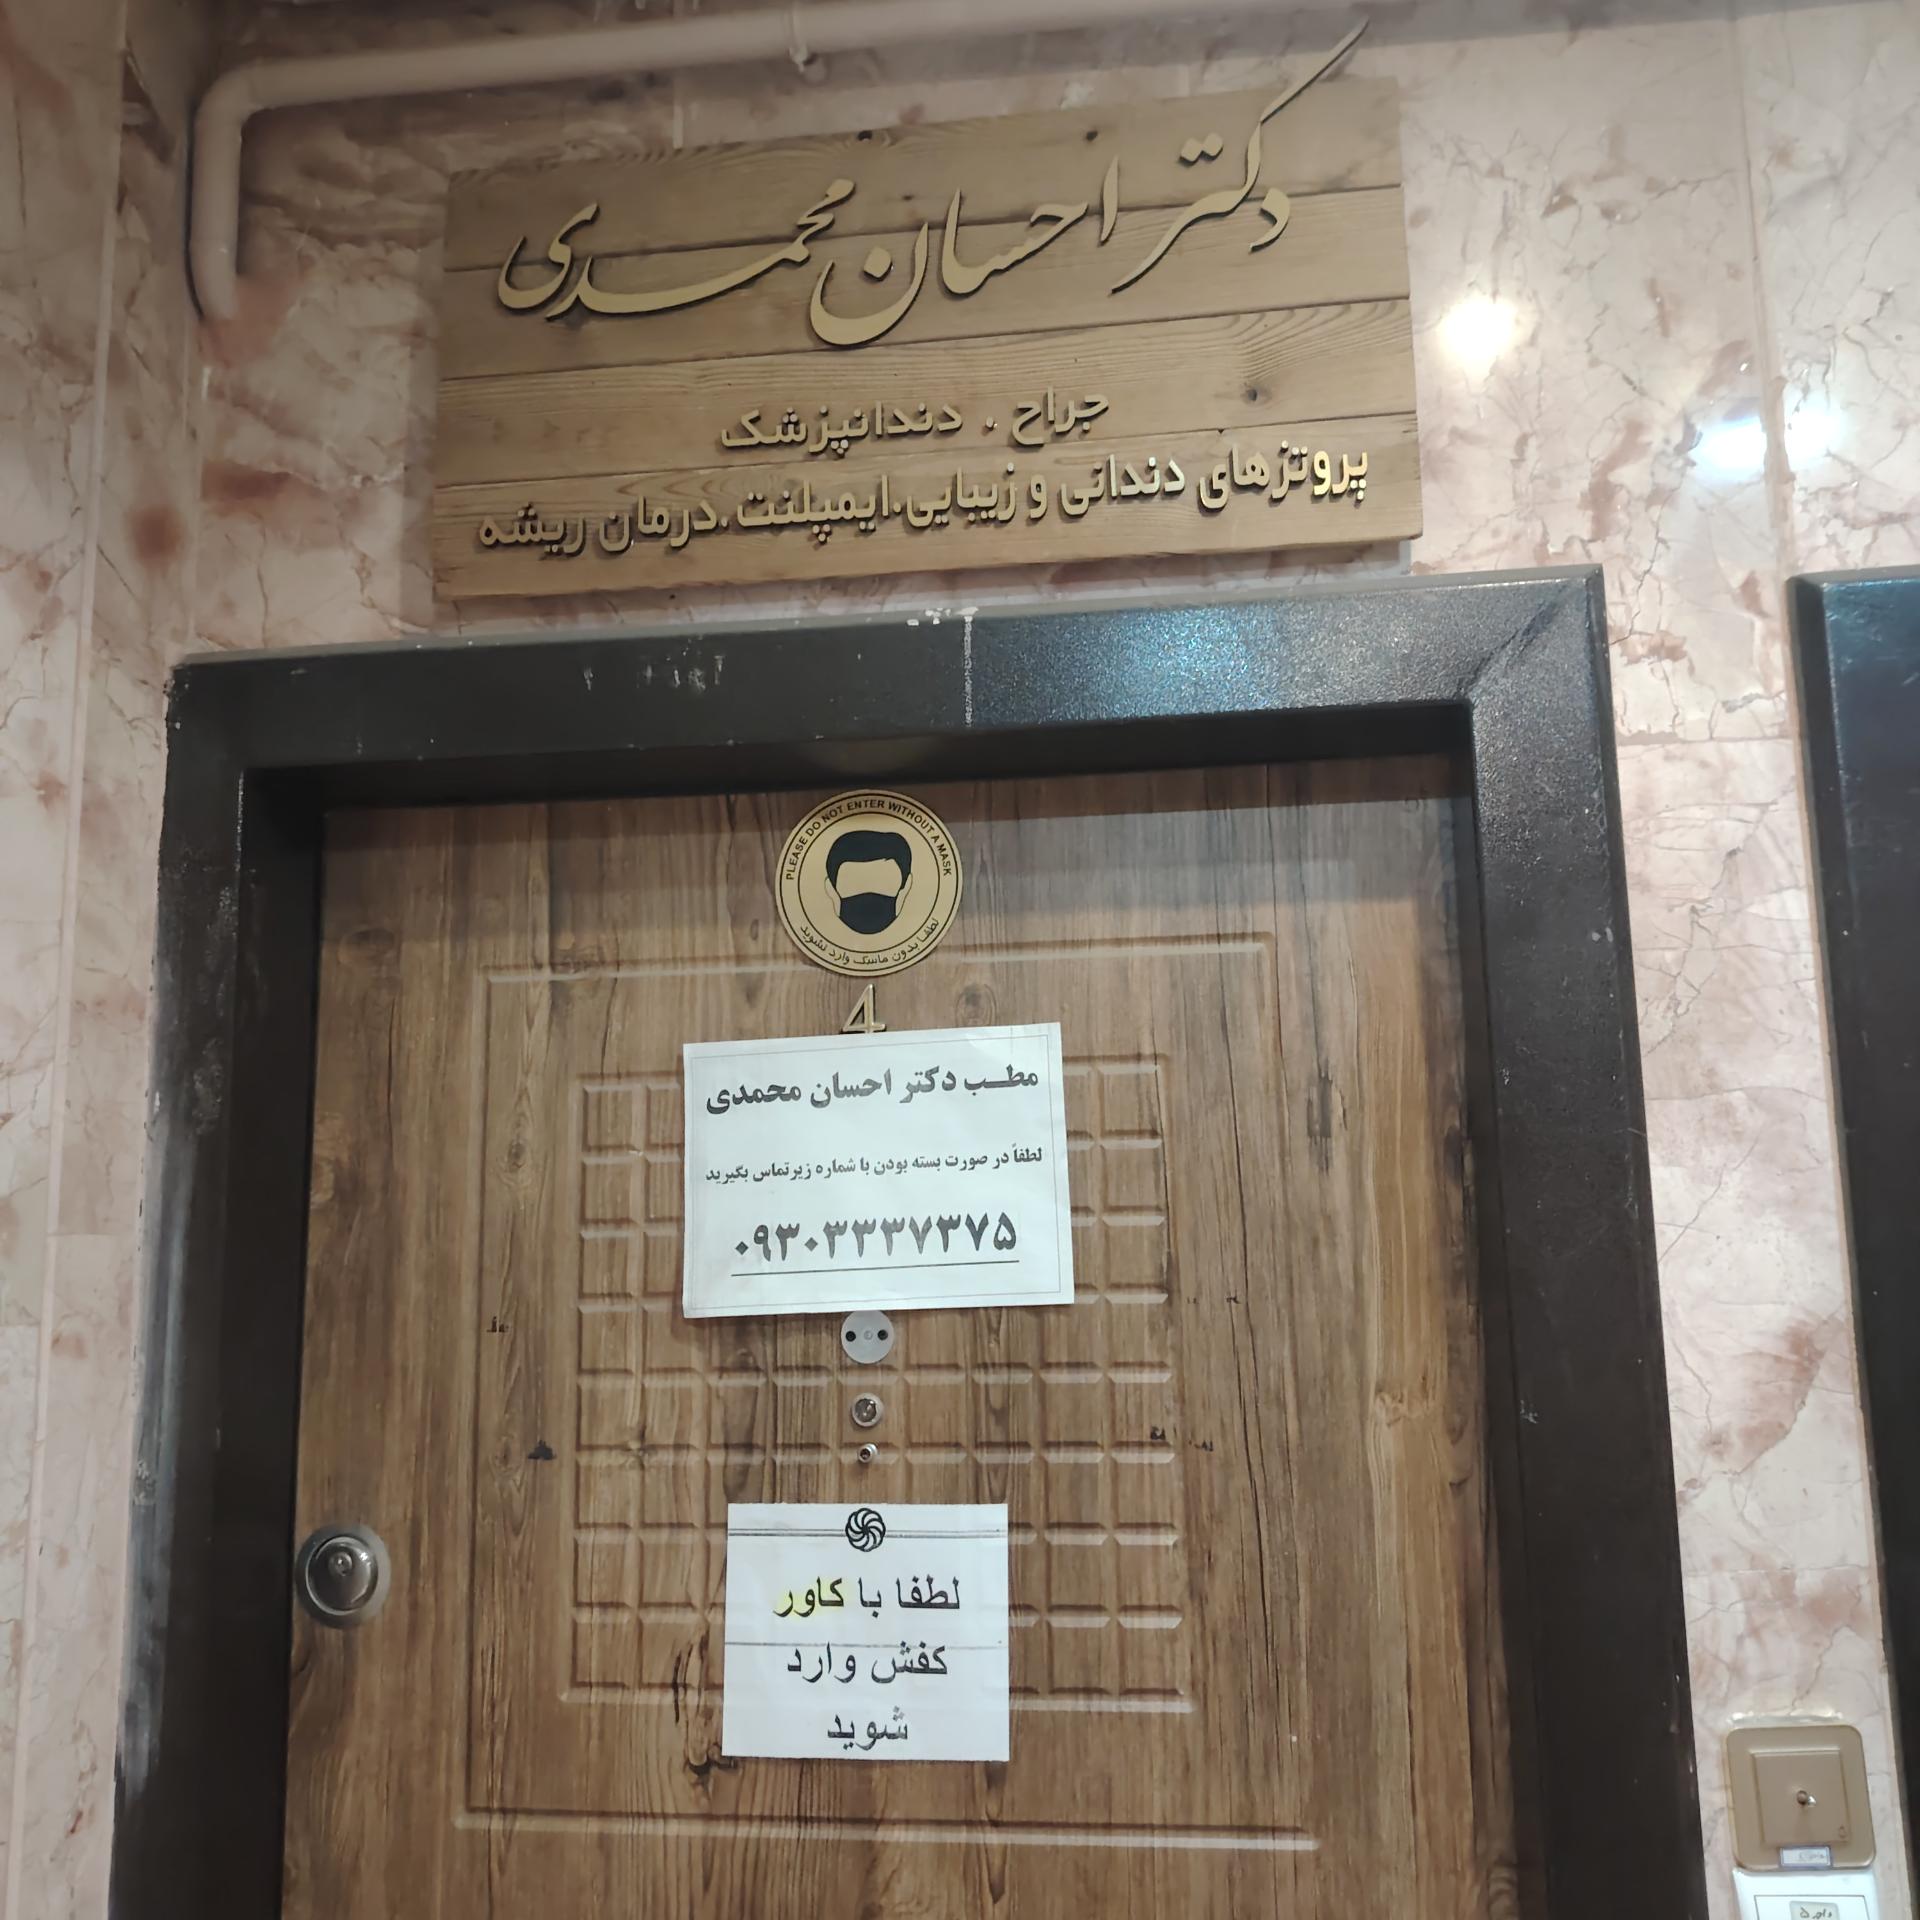 دکتر احسان محمدی
جراح . دندانپزشک
پروتزهای دندانی و زیبایی.ایمپلنت.درمان ریشه
PLEASE DO NOT ENTER WITHOUT A MASK
لطفا بدون ماسک وارد نشوید
4
مطـب دکتر احسان محمدی
لطفاً در صورت بسته بودن با شماره زیرتماس بگیرید
۰۹۳۰۳۳۳۷۳۷۵
لطفا با کاور
کفش وارد
شوید